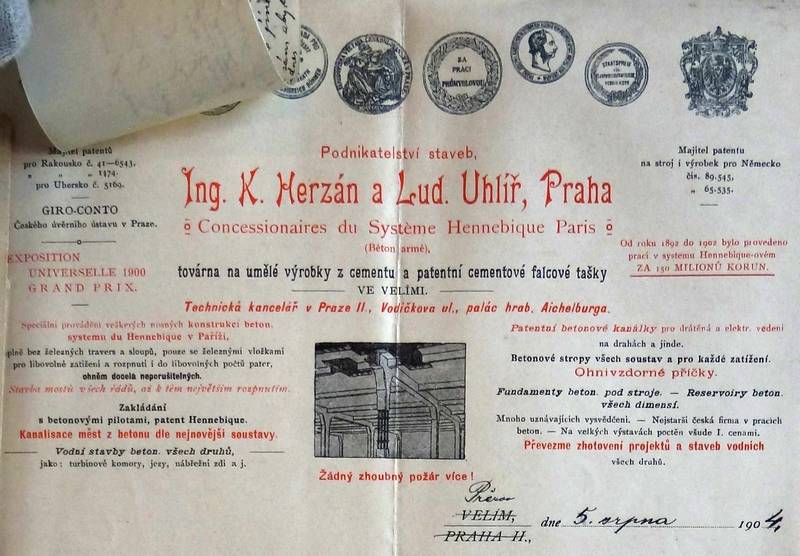 ZA
PRÁCI
PRŮMYSLOVOU
STAATSPREIS
Podnikatelství staveb,
Ing. K. Herzán a Lud. Uhlíř, Praha
Concessionaires du Système Hennebique Paris
(Béton armé),
továrna na umělé výrobky z cementu a patentní cementové falcové tašky
VE VELIMI.
Technická kancelář v Praze II., Vodičkova ul., palác hrab. Aichelburga.
Majitel patentů
pro Rakousko č. 41—6543,
„ „ „ 1474.
pro Uhersko č. 5169.
GIRO-CONTO
Českého úvěrního ústavu v Praze.
EXPOSITION
UNIVERSELLE 1900
GRAND PRIX.
Majitel patentu
na stroj i výrobek pro Německo
čís. 89.545,
„ 65.535.
Od roku 1892 do 1902 bylo provedeno
prací v systemu Hennebique-ovém
ZA 150 MILIONŮ KORUN.
Speciální provádění veškerých nosných konstrukcí beton.
systemu du Hennebique v Paříži,
úplně bez železných travers a sloupů, pouze se železnými vložkami
pro libovolné zatížení a rozpnutí i do libovolných počtů pater,
ohněm docela neporušitelných.
Stavba mostů všech řádů, až k těm největším rozpnutím.
Zakládání
s betonovými pilotami, patent Hennebique.
Kanalisace měst z betonu dle nejnovější soustavy.
Vodní stavby beton. všech druhů,
jako: turbinové komory, jezy, nábřežní zdi a j.
Žádný zhoubný požár více!
Patentní betonové kanálky pro drátěná a elektr. vedení
na drahách a jinde.
Betonové stropy všech soustav a pro každé zatížení.
Ohnivzdorné příčky.
Fundamenty beton. pod stroje. — Reservoiry beton.
všech dimensí.
Mnoho uznávajících vysvědčení. — Nejstarší česká firma v pracích
beton. — Na velkých výstavách poctěn všude I. cenami.
Převezme zhotovení projektů a staveb vodních
všech druhů.
Přerov
VELIM,
PRAHA II.,
dne 5. srpna 1904.